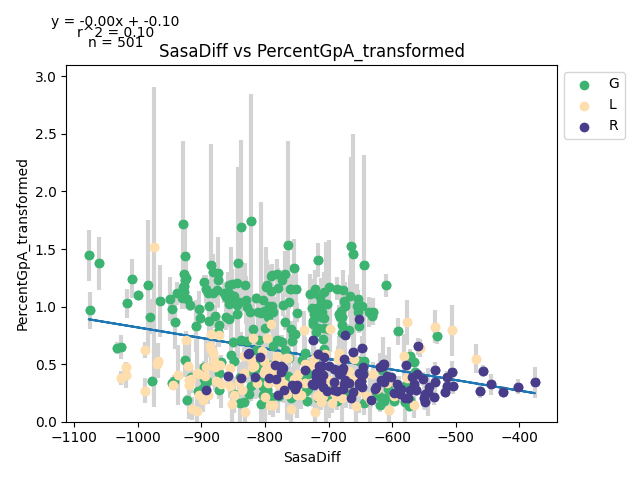 y = -0.00x + -0.10
r^2 = 0.10
n = 501
SasaDiff vs PercentGpA_transformed
G
L
R
PercentGpA_transformed
3.0
2.5
2.0
1.5
1.0
0.5
0.0
−1100 −1000 −900 −800 −700 −600 −500 −400
SasaDiff